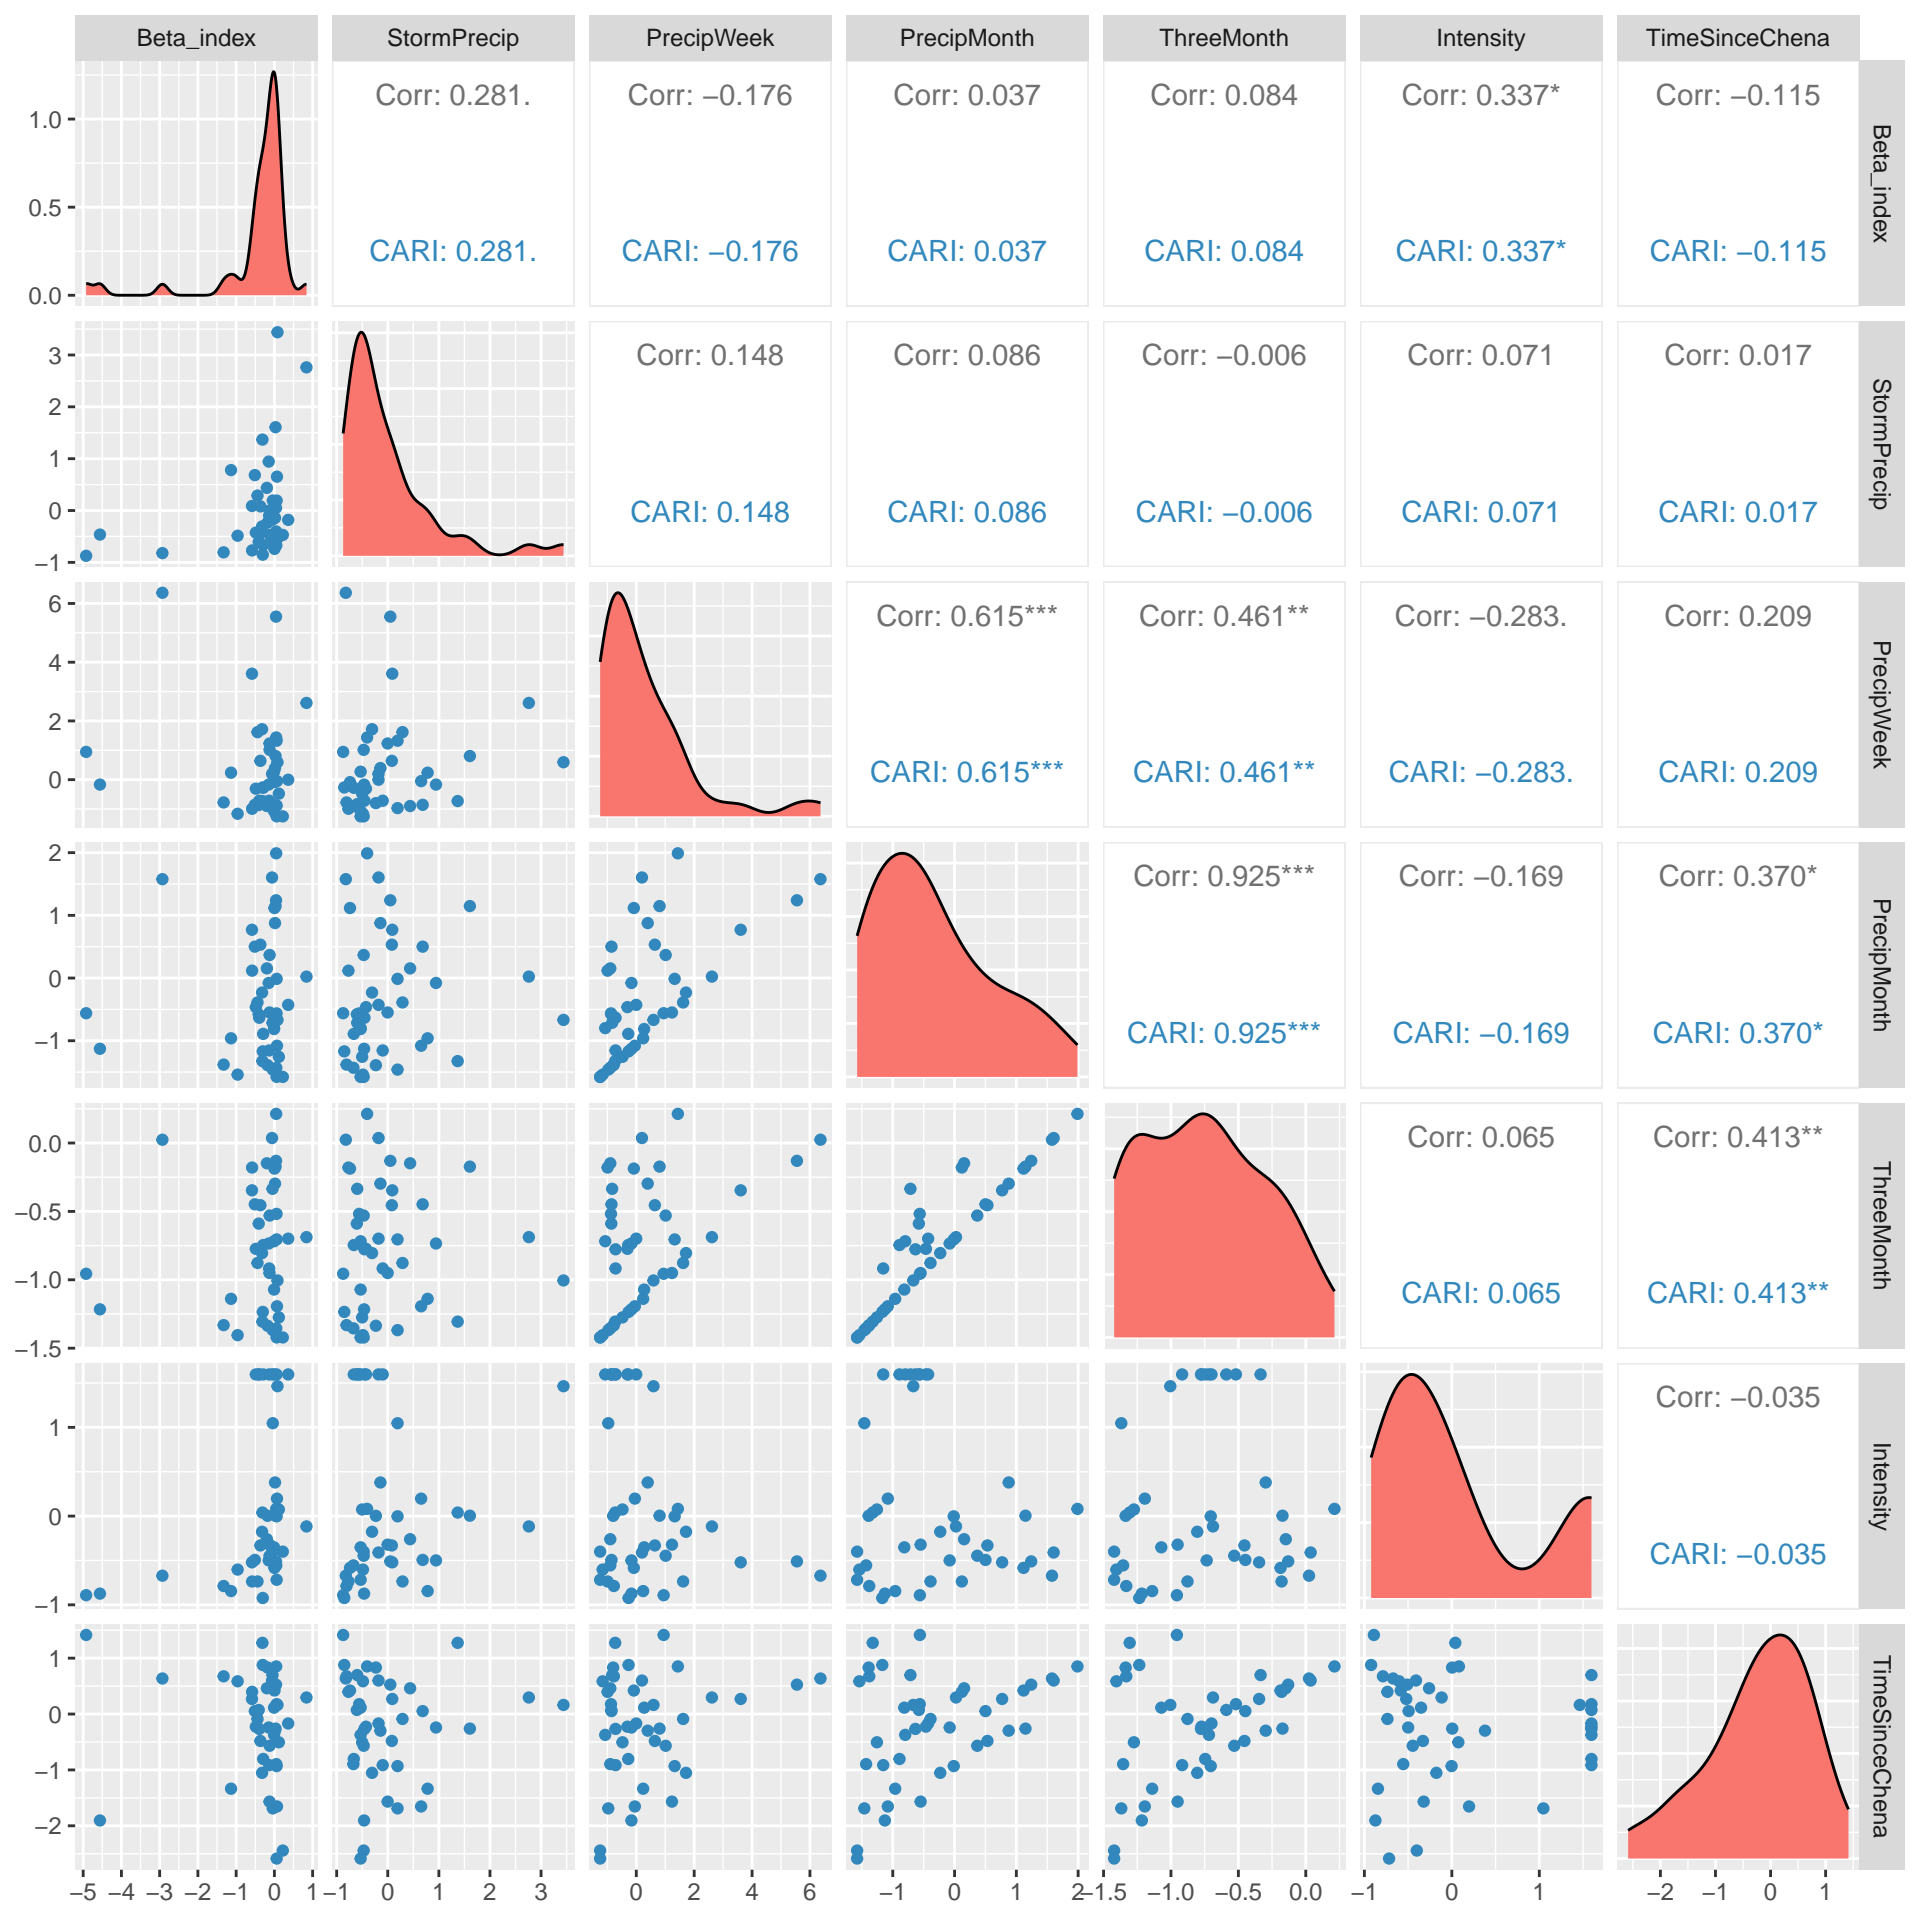 Beta_index StormPrecip PrecipWeek PrecipMonth ThreeMonth Intensity TimeSinceChena
Corr: 0.281. Corr: −0.176 Corr: 0.037 Corr: 0.084 Corr: 0.337* Corr: −0.115
CARI: 0.281. CARI: −0.176 CARI: 0.037 CARI: 0.084 CARI: 0.337* CARI: −0.115
Beta_index
1.0
0.5
0.0
Corr: 0.148 Corr: 0.086 Corr: −0.006 Corr: 0.071 Corr: 0.017
CARI: 0.148 CARI: 0.086 CARI: −0.006 CARI: 0.071 CARI: 0.017
StormPrecip
3
2
1
0
−1
Corr: 0.615*** Corr: 0.461** Corr: −0.283. Corr: 0.209
CARI: 0.615*** CARI: 0.461** CARI: −0.283. CARI: 0.209
PrecipWeek
6
4
2
0
Corr: 0.925*** Corr: −0.169 Corr: 0.370*
CARI: 0.925*** CARI: −0.169 CARI: 0.370*
PrecipMonth
2
1
0
−1
Corr: 0.065 Corr: 0.413**
CARI: 0.065 CARI: 0.413**
ThreeMonth
0.0
−0.5
−1.0
−1.5
Corr: −0.035
CARI: −0.035
Intensity
1
0
−1
TimeSinceChena
1
0
−1
−2
−5 −4 −3 −2 −1 0 1 −1 0 1 2 3 0 2 4 6 −1 0 1 2 −1.5 −1.0 −0.5 0.0 −1 0 1 −2 −1 0 1